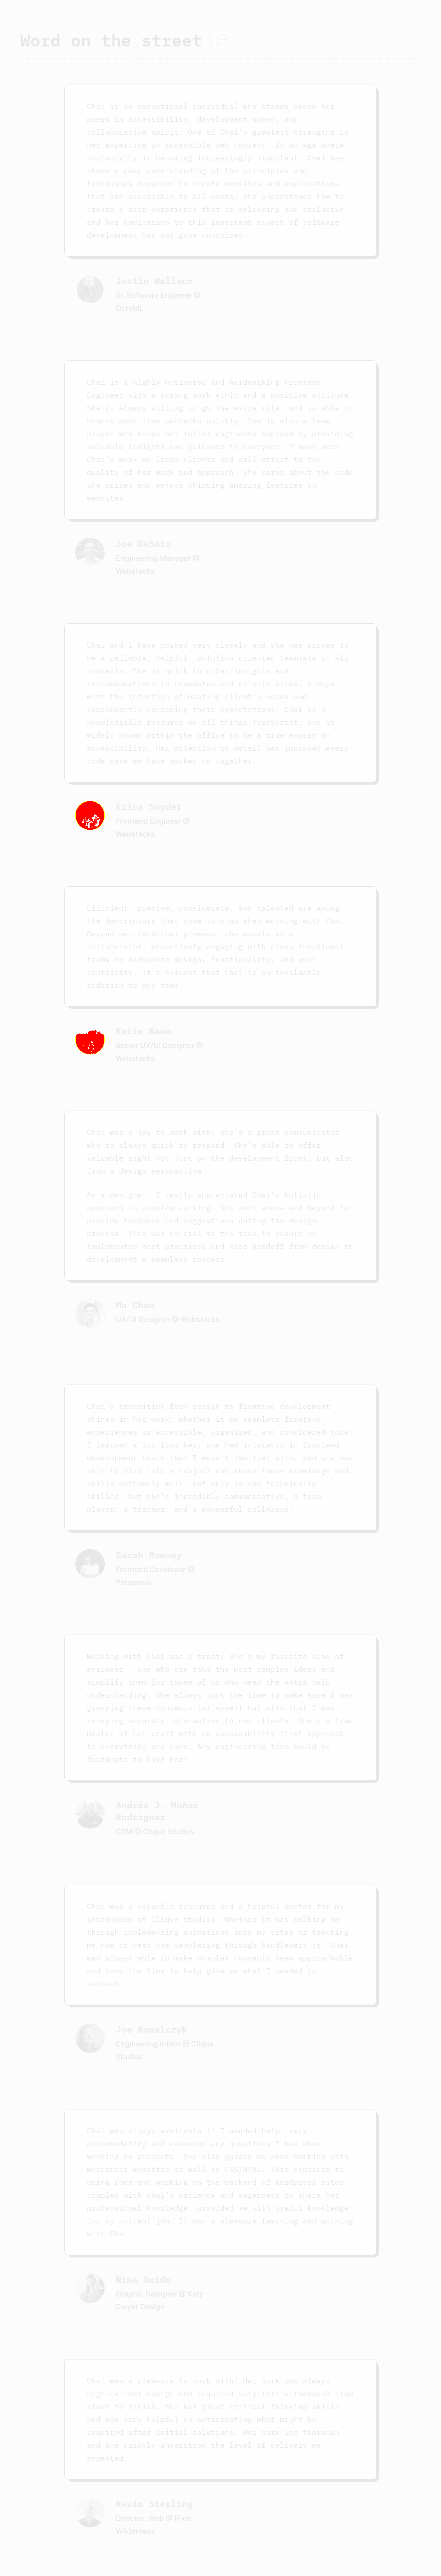 Word on the street
Chai is an exceptional individual who stands above her
peers in accessibility, development speed, and
collaborative spirit. One of Chai's greatest strengths is
her expertise in accessible web content. In an age where
inclusivity is becoming increasingly important, Chai has
shown a deep understanding of the principles and
techniques required to create websites and applications
that are accessible to all users. She understands how to
create a user experience that is welcoming and inclusive,
and her dedication to this important aspect of software
development has not gone unnoticed.
Justin Wallace
Sr. Software Engineer @
OctoML
Chai is a highly motivated and hardworking Frontend
Engineer with a strong work ethic and a positive attitude.
She is always willing to go the extra mile, and is able to
bounce back from setbacks quickly. She is also a team
player who helps her fellow engineers succeed by providing
valuable insights and guidance to everyone. I have seen
Chai's work on large clients and will attest to the
quality of her work and approach. She cares about the code
she writes and enjoys shipping amazing features on
websites.
Joe DeSoto
Engineering Manager @
Webstacks
Chai and I have worked very closely and she has proven to
be a reliable, helpful, solution oriented teammate in all
contexts. She is quick to offer insights and
recommendations to teammates and clients alike, always
with the intention of meeting client's needs and
subsequently exceeding their expectations. Chai is a
knowledgable resource on all things TypeScript, and is
widely known within the office to be a true expert on
accessibility. Her attention to detail has improved every
code base we have worked on together.
Erica Snyder
Frontend Engineer @
Webstacks
Efficient, precise, considerate, and talented are among
the descriptors that come to mind when working with Chai.
Beyond her technical prowess, she excels as a
collaborator, proactively engaging with cross-functional
teams to harmonize design, functionality, and user-
centricity. It's evident that Chai is an invaluable
addition to any team.
Katie Naum
Senior UX/UI Designer @
Webstacks
Chai was a joy to work with! She's a great communicator
who is always quick to respond. She's able to offer
valuable sight not just on the development front, but also
from a design perspective.
As a designer, I really appreciated Chai's holistic
approach to problem solving. She went above and beyond to
provide feedback and suggestions during the design
process. This was crucial to the team to ensure we
implemented best practices and made handoff from design to
development a seamless process.
Mo Chen
UX/UI Designer @ Webstacks
Chai's transition from design to frontend development
shines in her work, whether it be seamless frontend
experiences or accessible, organized, and considered code.
I learned a lot from her; she had interests in frontend
development tools that I wasn't familiar with, and she was
able to dive into a subject and share those knowledge and
skills extremely well. Not only is she technically
skilled, but she's incredibly communicative, a team
player, a teacher, and a wonderful colleague!
Sarah Rooney
Frontend Developer @
Patagonia
Working with Chai was a treat! She's my favorite kind of
engineer - one who can take the most complex ideas and
simplify them for those of us who need the extra help
understanding. She always took the time to make sure I was
grasping these concepts for myself but also that I was
relaying accurate information to our clients. She's a true
master of her craft with an accessibility-first approach
to everything she does. Any engineering team would be
fortunate to have her!
Andrés J. Muñoz
Rodriguez
CSM @ Clique Studios
Chai was a valuable resource and a helpful mentor for my
internship at Clique Studios. Whether it was walking me
through implementing animations into my sites or teaching
me how to best use templating through handlebars js, Chai
was always able to make complex concepts seem approachable
and took the time to help give me what I needed to
succeed.
Joe Kowalczyk
Engineering Intern @ Clique
Studios
Chai was always available if I needed help, very
accommodating and answered any questions I had when
working on projects. She also guided me when working with
Wordpress websites as well as CSS/HTML. This exposure to
using code and working on the backend of Wordpress sites,
coupled with Chai's patience and eagerness to share her
professional knowledge, provided me with useful knowledge
for my current job. It was a pleasure learning and working
with Chai.
Nina Guido
Graphic Designer @ Katy
Dwyer Design
Chai was a pleasure to work with! Her work was always
high-caliber design and required very little feedback from
start to finish. She has great critical thinking skills
and was very helpful in anticipating what might be
required after initial solutions. Her work was thorough
and she quickly understood the level of delivery we
expected.
Kevin Sterling
Director, Web @ Pixel
Wilderness